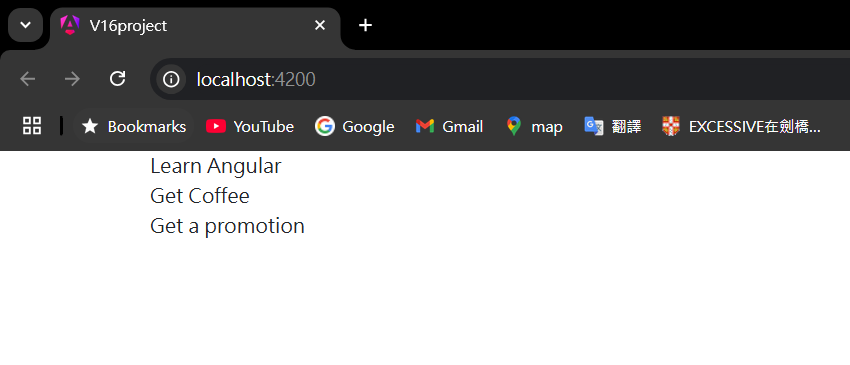 V16project
localhost:4200
Bookmarks YouTube Google Gmail map 翻譯 EXCESSIVE在劍橋...
Learn Angular
Get Coffee
Get a promotion